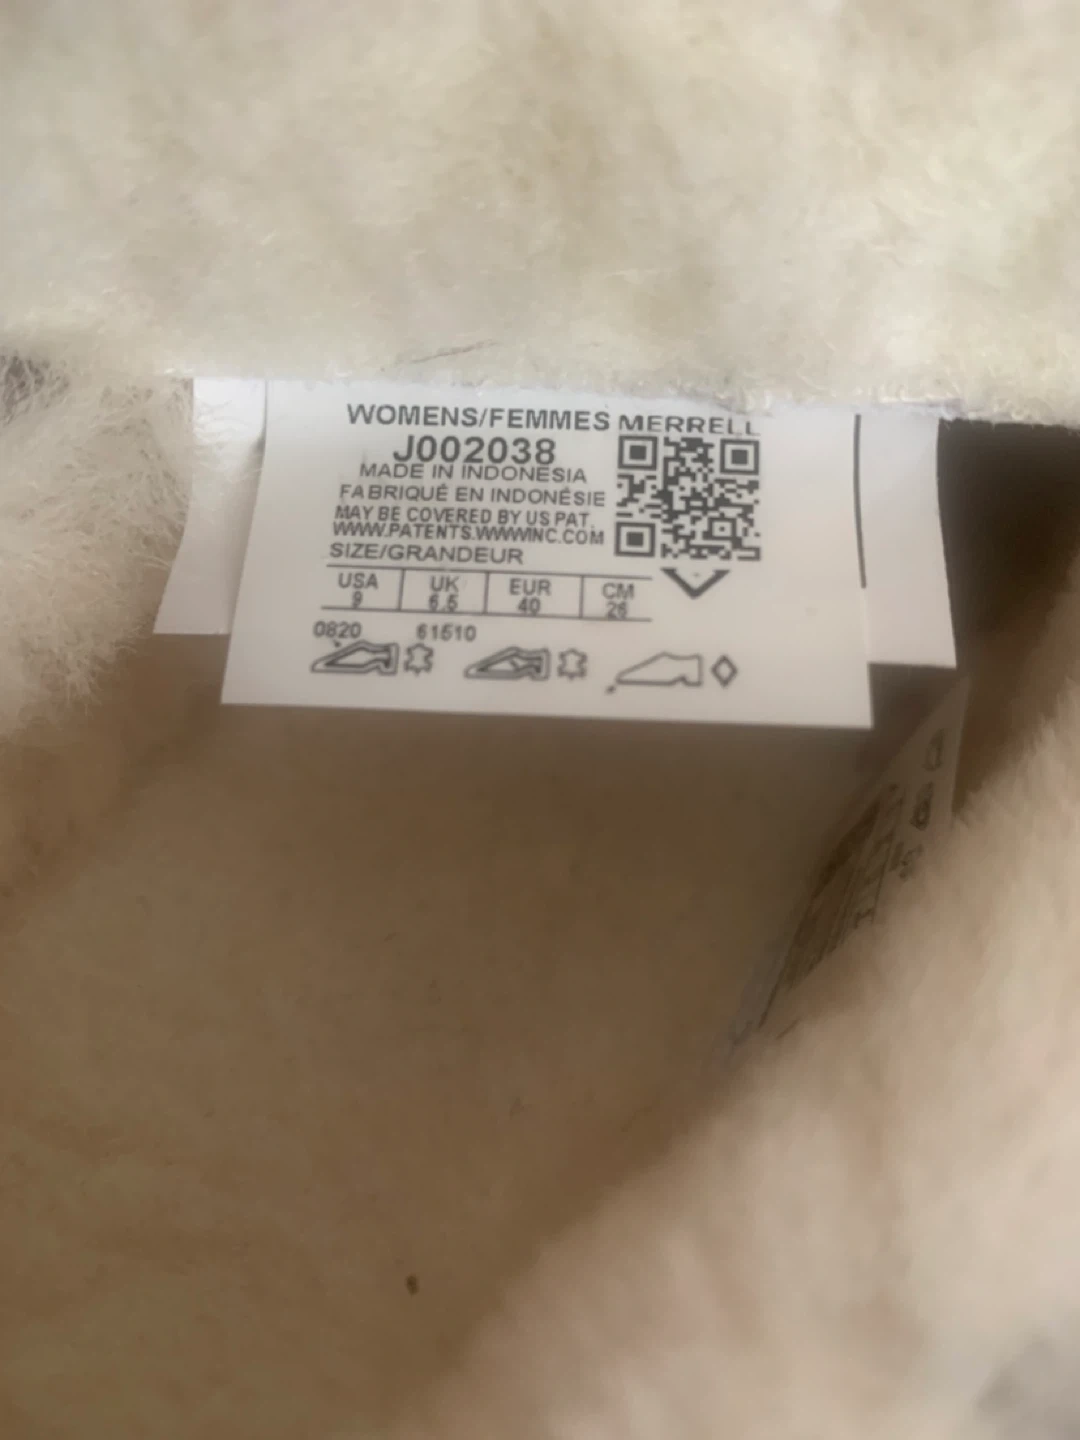 WOMENS/FEMMES MERRELL
J002038
MADE IN INDONESIA
FABRIQUÉ EN INDONÉSIE
MAY BE COVERED BY US PAT.
WWW.PATENTS.WWWINC.COM
SIZE/GRANDEUR
USA UK EUR CM
9 6.5 40 26
0820 61510